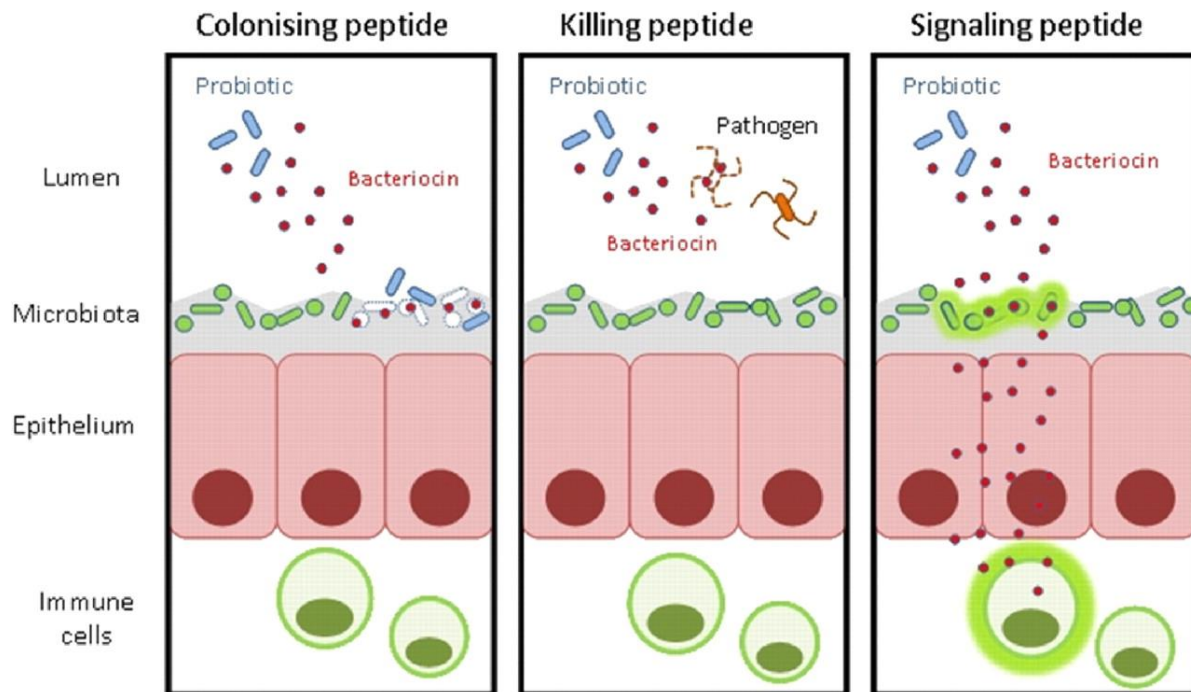 Colonising peptide
Killing peptide
Signaling peptide
Probiotic
Probiotic
Probiotic
Pathogen
Lumen
Bacteriocin
Bacteriocin
Bacteriocin
Microbiota
Epithelium
Immune
cells